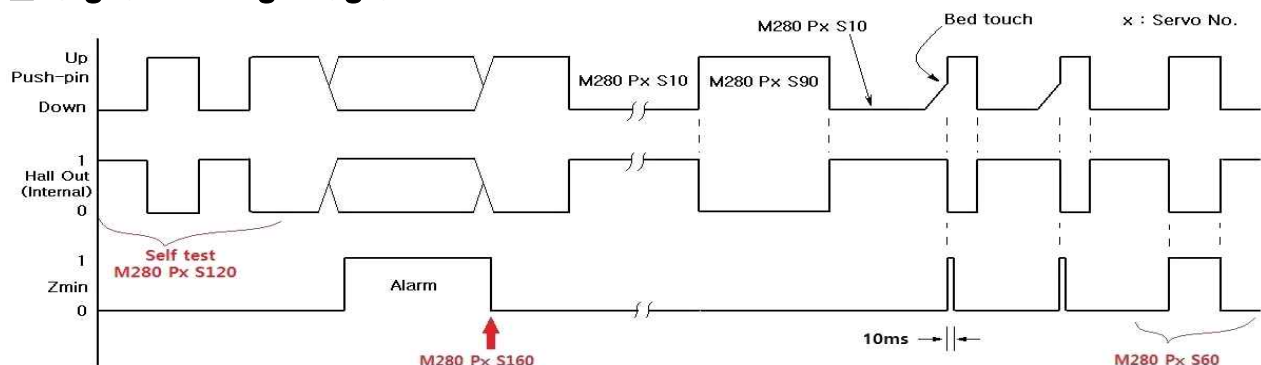 M280 Px S10
Bed touch
x : Servo No.
Up
Push-pin
Down
M280 Px S10
M280 Px S90
1
Hall Out
(Internal)
0
Self test
M280 Px S120
1
Zmin
0
Alarm
10ms
M280 Px S160
M280 Px S60